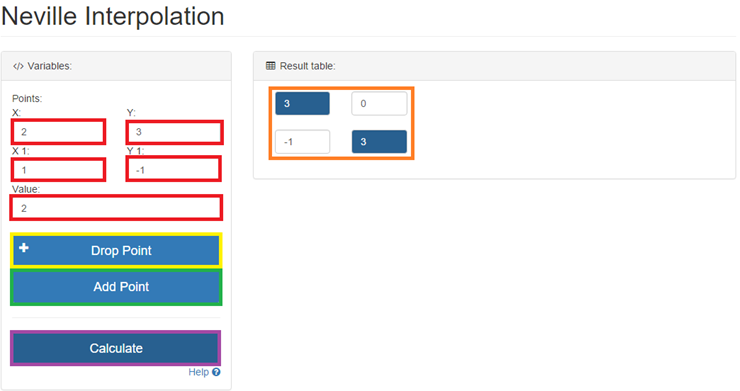 Neville Interpolation
</> Variables:
Points:
X: Y:
2 3
X 1: Y 1:
1 -1
Value:
2
Drop Point
Add Point
Calculate
Help
Result table:
3 0
-1 3